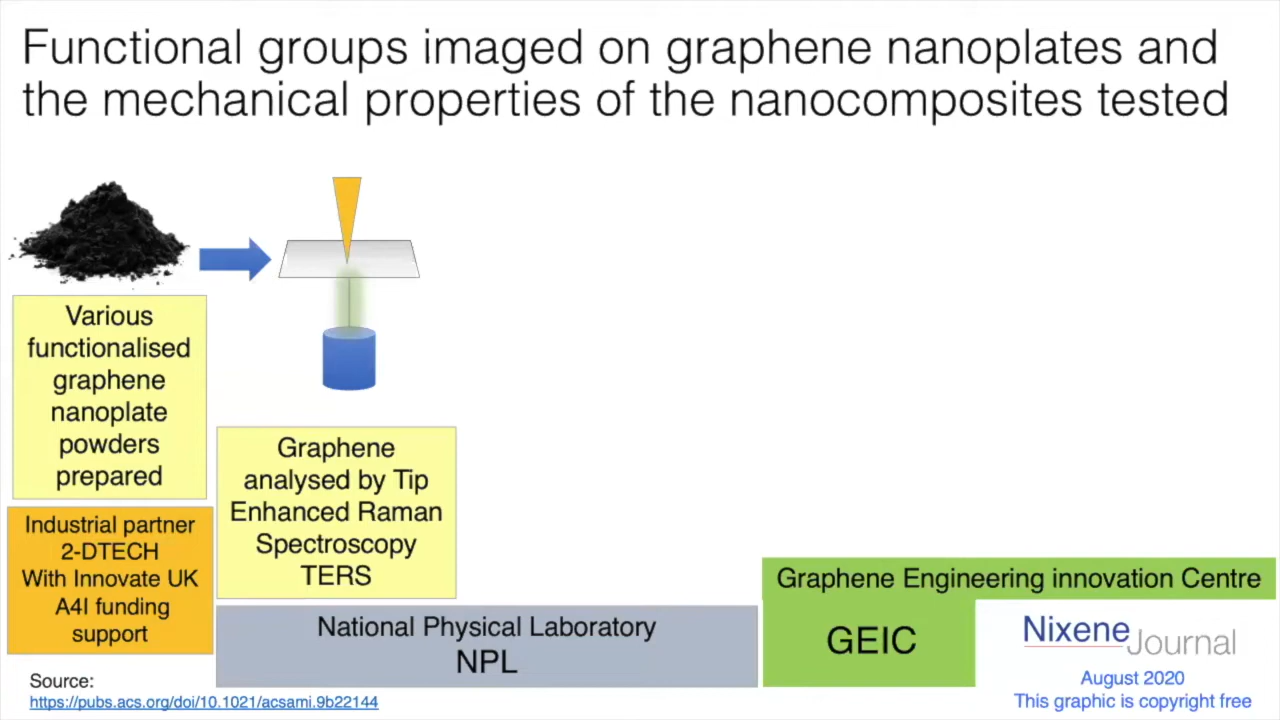 Functional groups imaged on graphene nanoplates and
the mechanical properties of the nanocomposites tested
Various
functionalised
graphene
nanoplate
powders
prepared
Graphene
analysed by Tip
Enhanced Raman
Spectroscopy
TERS
Industrial partner
2-DTECH
With Innovate UK
A4I funding
support
National Physical Laboratory
NPL
Graphene Engineering innovation Centre
GEIC
Nixene Journal
August 2020
This graphic is copyright free
Source:
https://pubs.acs.org/doi/10.1021/acsami.9b22144